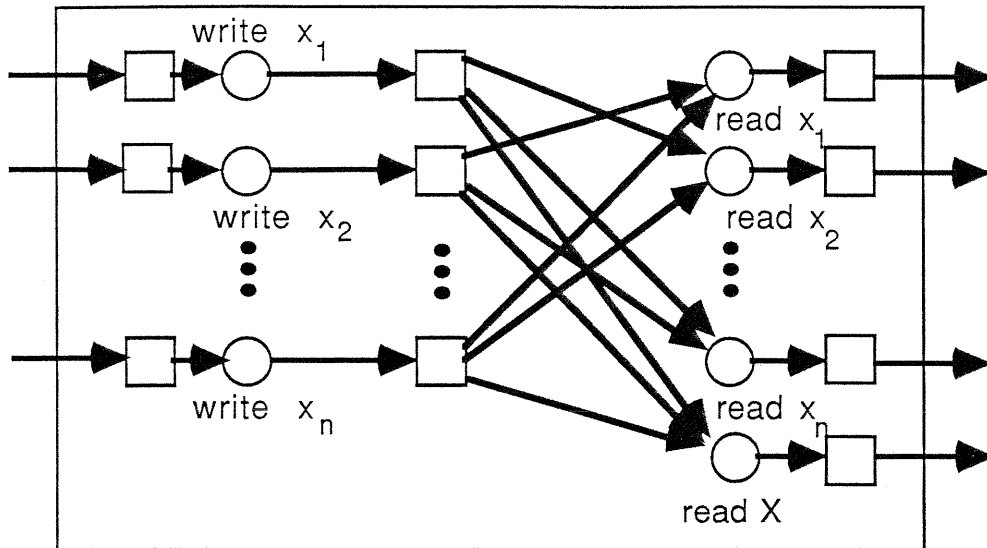 write x₁
read x₁
write x₂
read x₂
write xₙ
read xₙ
read X